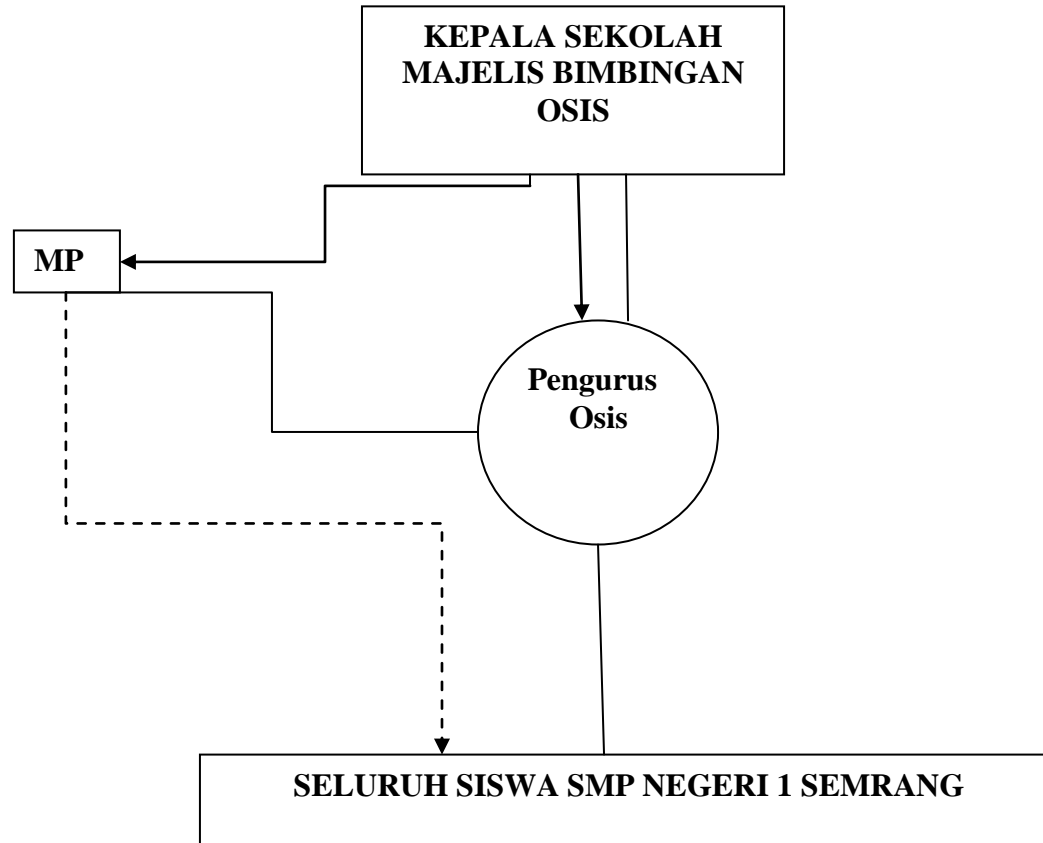 KEPALA SEKOLAH
MAJELIS BIMBINGAN
OSIS
MP
Pengurus
Osis
SELURUH SISWA SMP NEGERI 1 SEMRANG